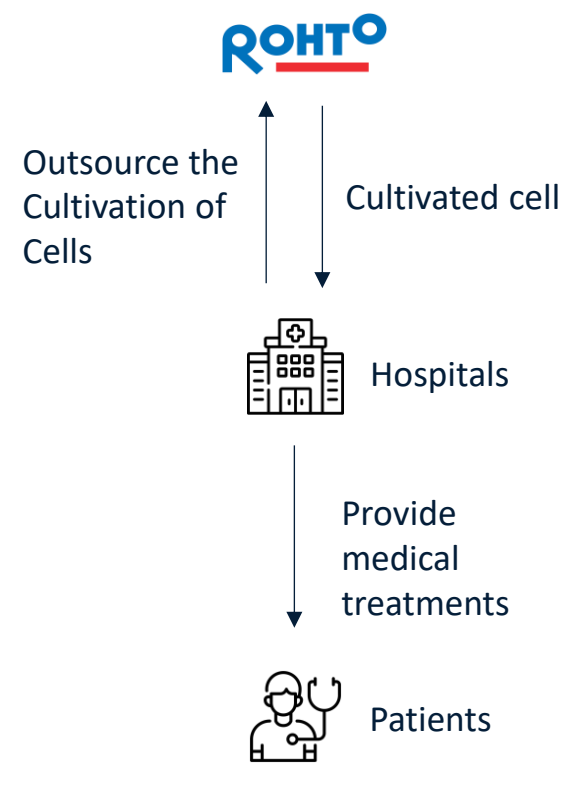 ROHTO
Outsource the
Cultivation of
Cells
Cultivated cell
Hospitals
Provide
medical
treatments
Patients